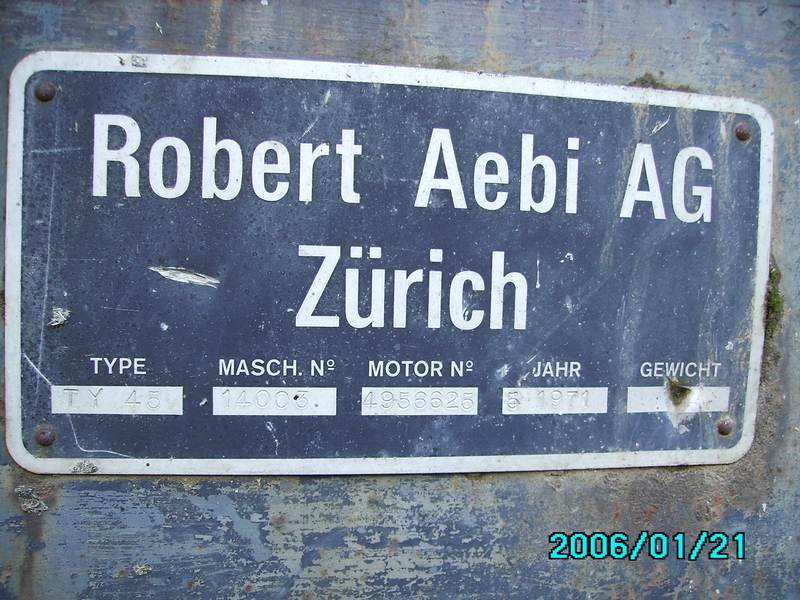 Robert Aebi AG
Zürich
TYPE MASCH. Nº MOTOR Nº JAHR GEWICHT
TY 45 14003 4956625 5 1971
2006/01/21